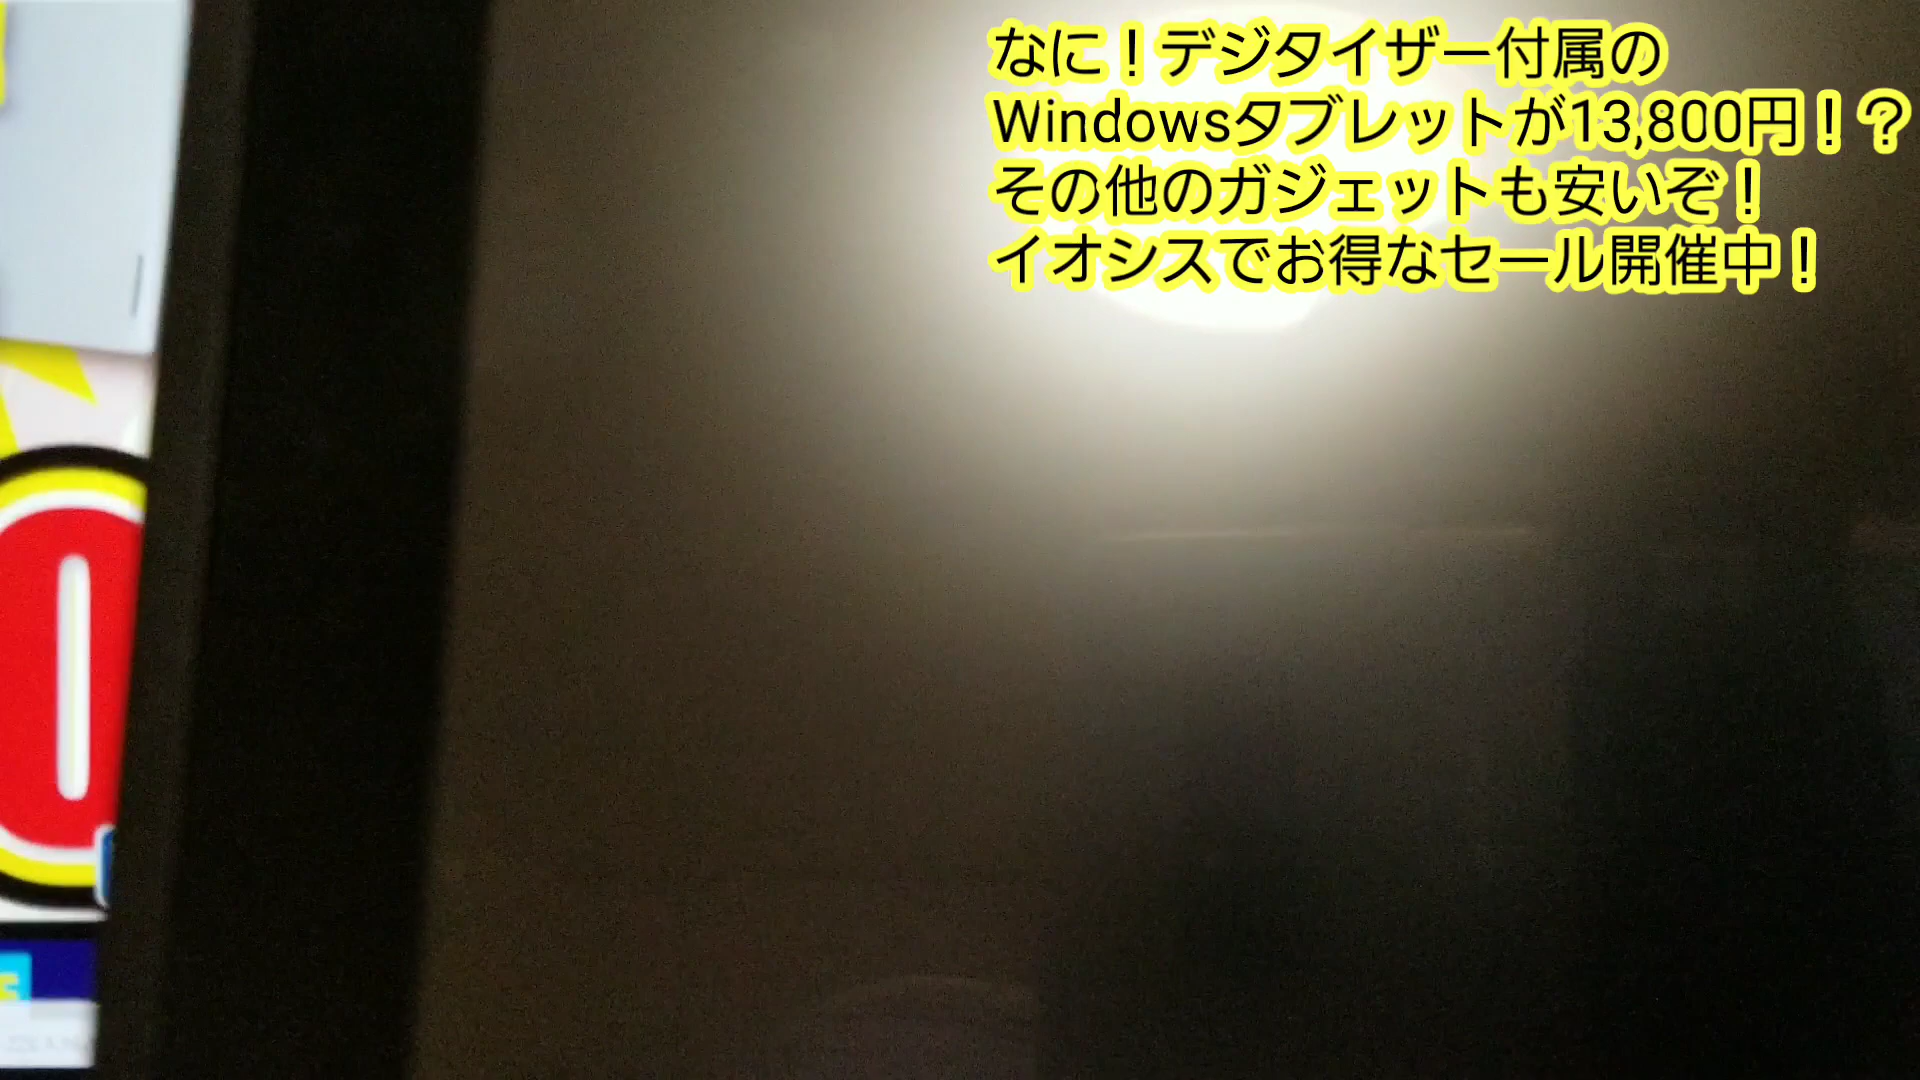 なに！デジタイザー付属の
Windowsタブレットが13,800円！？
その他のガジェットも安いぞ！
イオシスでお得なセール開催中！